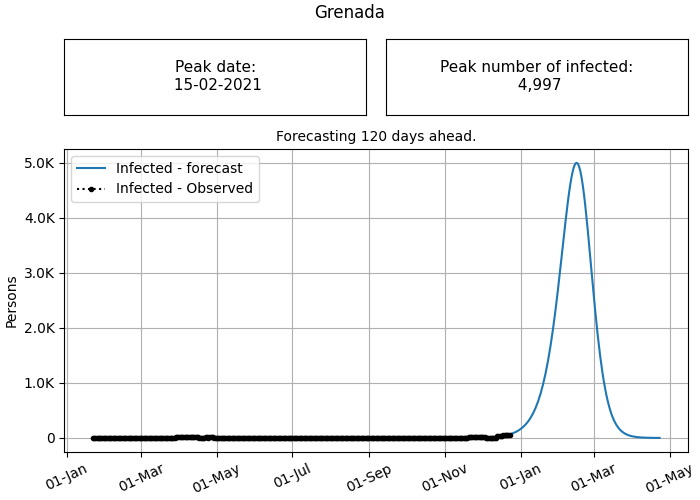 Grenada
Peak date:
15-02-2021
Peak number of infected:
4,997
Forecasting 120 days ahead.
Infected - forecast
Infected - Observed
5.0K
4.0K
3.0K
2.0K
1.0K
0
Persons
01-Jan
01-Mar
01-May
01-Jul
01-Sep
01-Nov
01-Jan
01-Mar
01-May